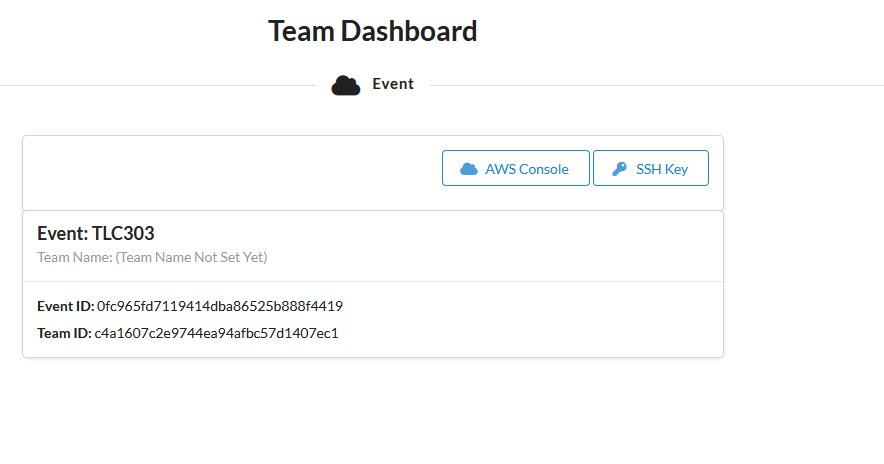 Team Dashboard
Event
AWS Console
SSH Key
Event: TLC303
Team Name: (Team Name Not Set Yet)
Event ID: 0fc965fd7119414dba86525b888f4419
Team ID: c4a1607c2e9744ea94afbc57d1407ec1